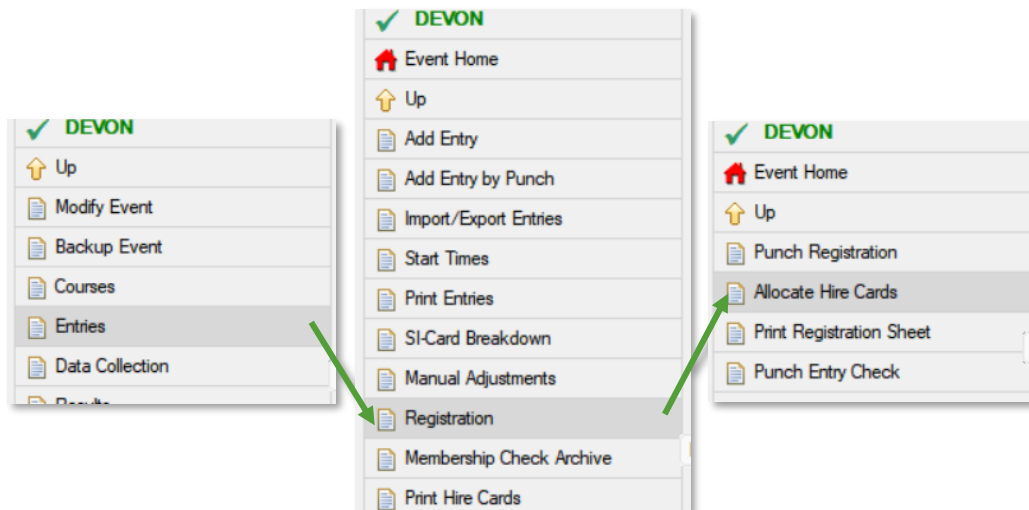 DEVON
Up
Modify Event
Backup Event
Courses
Entries
Data Collection
Results
DEVON
Event Home
Up
Add Entry
Add Entry by Punch
Import/Export Entries
Start Times
Print Entries
SI-Card Breakdown
Manual Adjustments
Registration
Membership Check Archive
Print Hire Cards
DEVON
Event Home
Up
Punch Registration
Allocate Hire Cards
Print Registration Sheet
Punch Entry Check